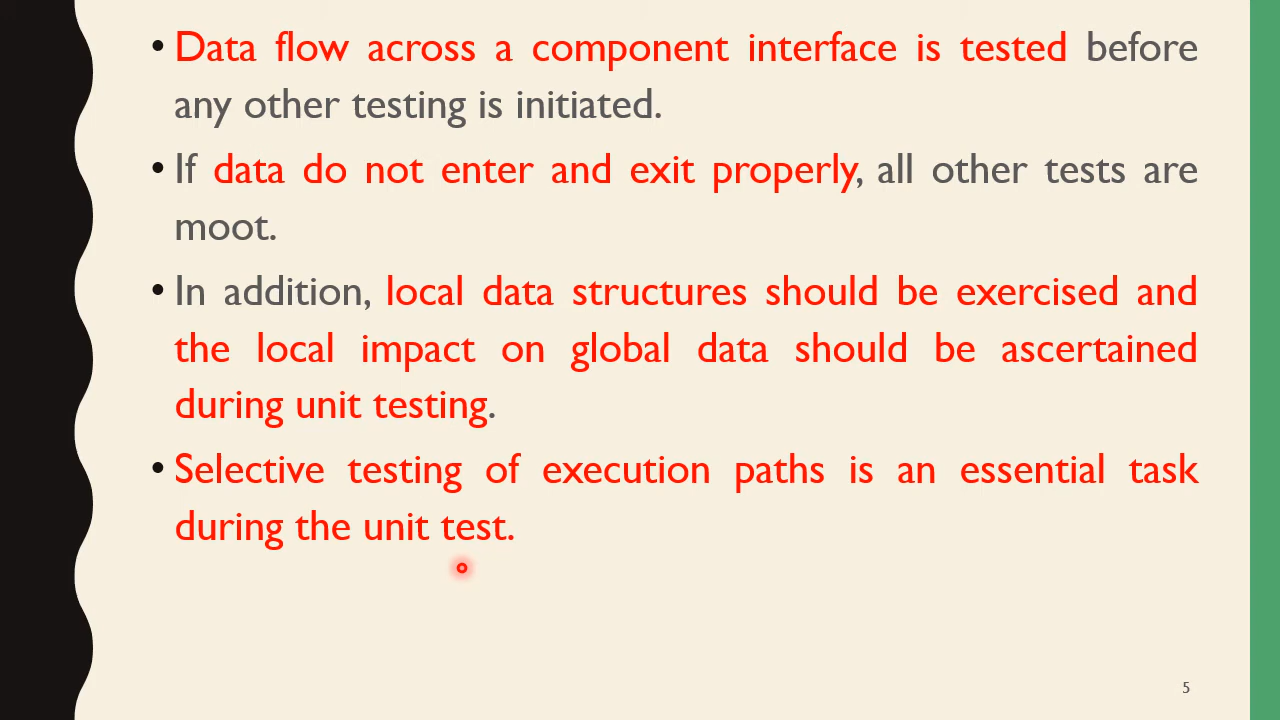 • Data flow across a component interface is tested before
any other testing is initiated.
• If data do not enter and exit properly, all other tests are
moot.
• In addition, local data structures should be exercised and
the local impact on global data should be ascertained
during unit testing.
• Selective testing of execution paths is an essential task
during the unit test.
5